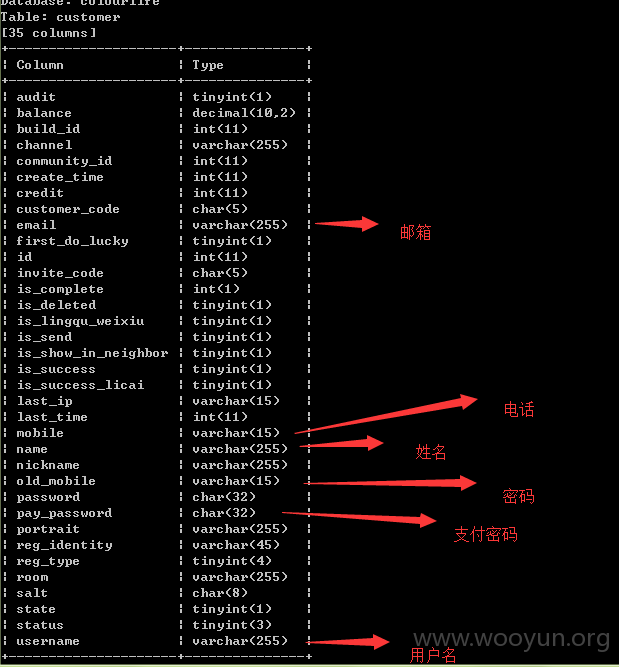 Database: colourlife
Table: customer
[35 columns]
Column Type
audit tinyint(1)
balance decimal(10,2)
build_id int(11)
channel varchar(255)
community_id int(11)
create_time int(11)
credit int(11)
customer_code char(5)
email varchar(255) 邮箱
first_do_lucky tinyint(1)
id int(11)
invite_code char(5)
is_complete int(1)
is_deleted tinyint(1)
is_lingqu_weixiu tinyint(1)
is_send tinyint(1)
is_show_in_neighbor tinyint(1)
is_success tinyint(1)
is_success_licai tinyint(1)
last_ip varchar(15)
last_time int(11)
mobile varchar(15) 电话
name varchar(255) 姓名
nickname varchar(255)
old_mobile varchar(15) 密码
password char(32)
pay_password char(32) 支付密码
portrait varchar(255)
reg_identity varchar(45)
reg_type tinyint(4)
room varchar(255)
salt char(8)
state tinyint(1)
status tinyint(3)
username varchar(255) 用户名
www.wooyun.org